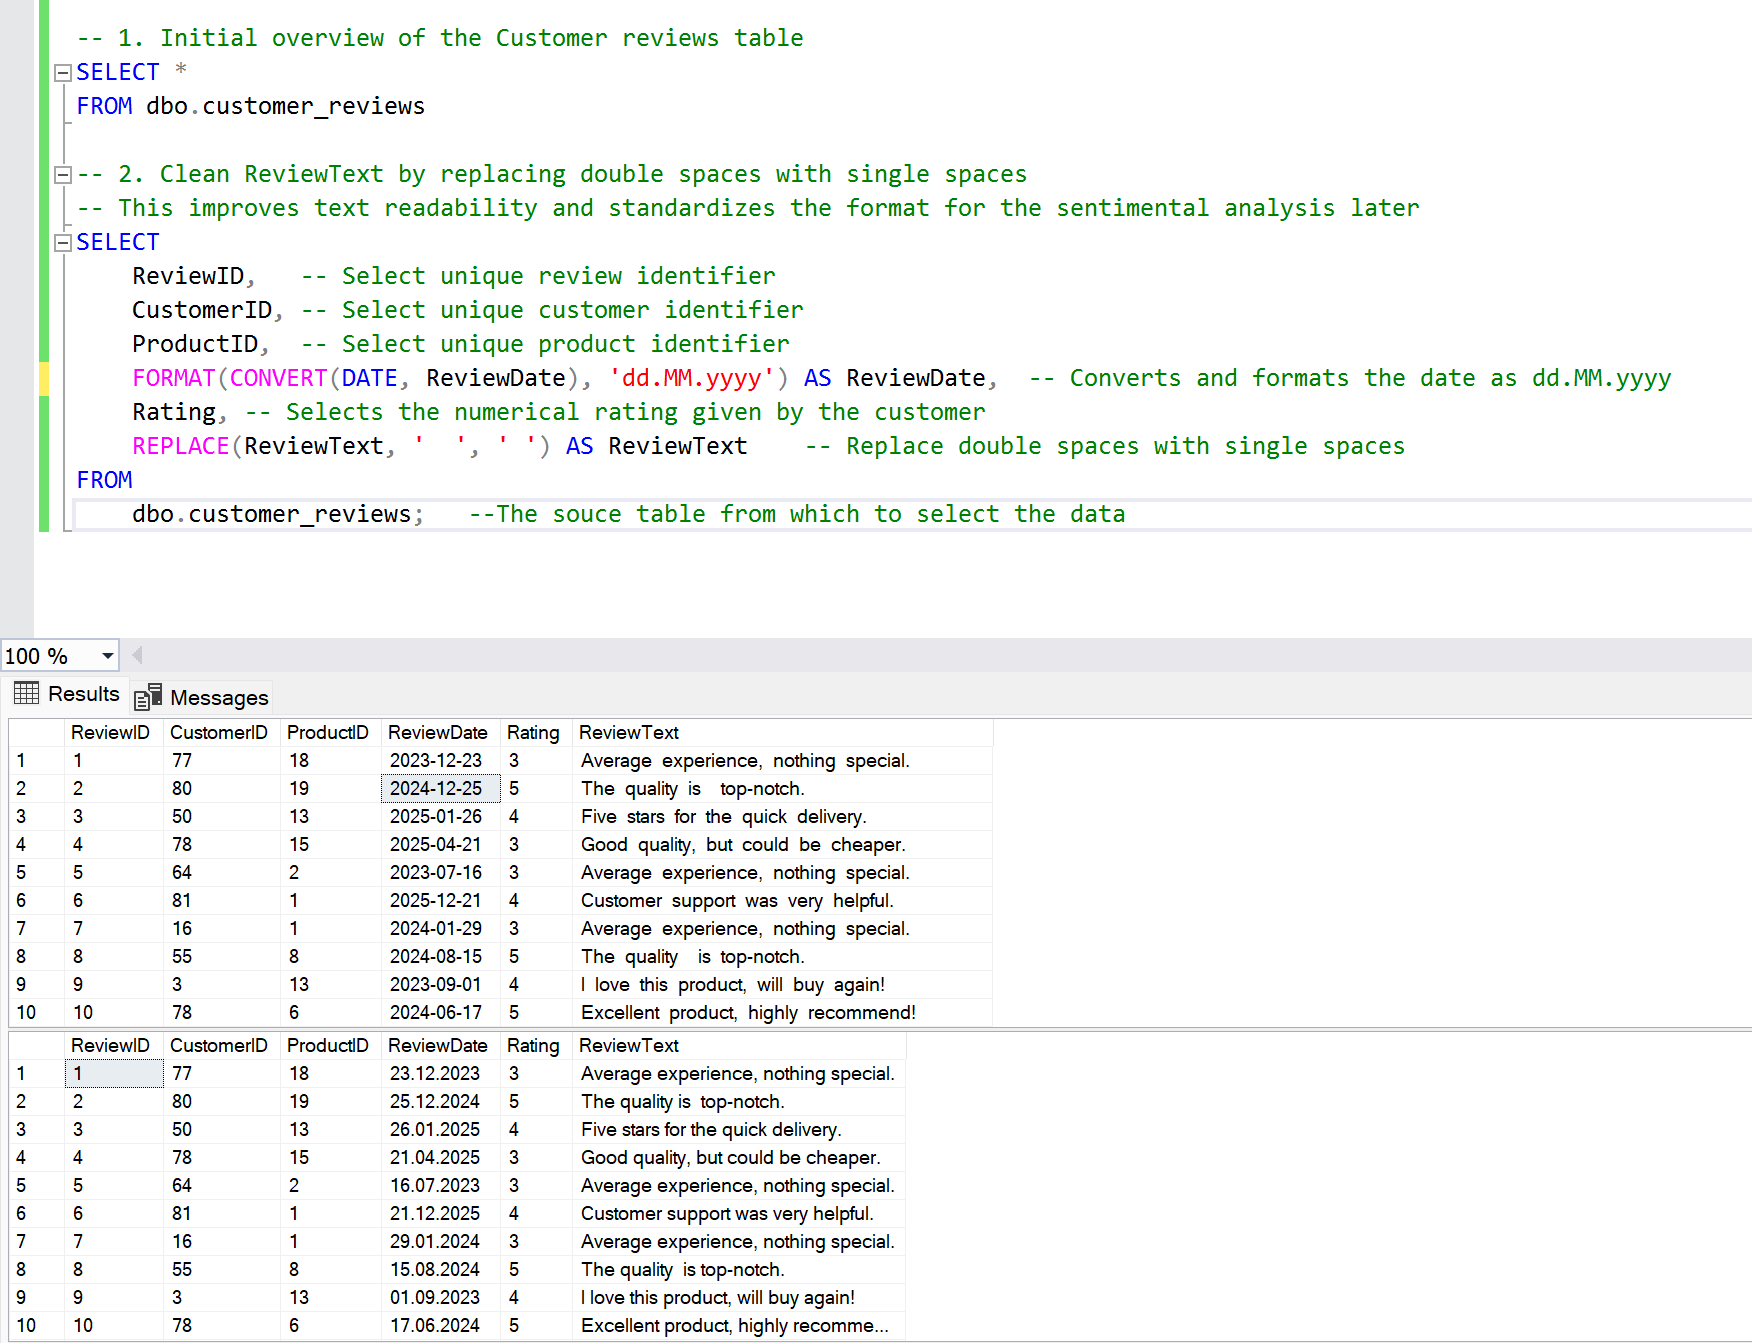 -- 1. Initial overview of the Customer reviews table
SELECT *
FROM dbo.customer_reviews
-- 2. Clean ReviewText by replacing double spaces with single spaces
-- This improves text readability and standardizes the format for the sentimental analysis later
SELECT
    ReviewID,   -- Select unique review identifier
    CustomerID, -- Select unique customer identifier
    ProductID,  -- Select unique product identifier
    FORMAT(CONVERT(DATE, ReviewDate), 'dd.MM.yyyy') AS ReviewDate,  -- Converts and formats the date as dd.MM.yyyy
    Rating, -- Selects the numerical rating given by the customer
    REPLACE(ReviewText, '  ', ' ') AS ReviewText    -- Replace double spaces with single spaces
FROM
    dbo.customer_reviews;   --The souce table from which to select the data
100 %
Results Messages
ReviewID CustomerID ProductID ReviewDate Rating ReviewText
1 1 77 18 2023-12-23 3 Average  experience,  nothing  special.
2 2 80 19 2024-12-25 5 The  quality  is    top-notch.
3 3 50 13 2025-01-26 4 Five  stars  for  the  quick  delivery.
4 4 78 15 2025-04-21 3 Good  quality,  but  could  be  cheaper.
5 5 64 2 2023-07-16 3 Average  experience,  nothing  special.
6 6 81 1 2025-12-21 4 Customer  support  was  very  helpful.
7 7 16 1 2024-01-29 3 Average  experience,  nothing  special.
8 8 55 8 2024-08-15 5 The  quality    is  top-notch.
9 9 3 13 2023-09-01 4 I  love  this  product,  will  buy  again!
10 10 78 6 2024-06-17 5 Excellent  product,  highly  recommend!
ReviewID CustomerID ProductID ReviewDate Rating ReviewText
1 1 77 18 23.12.2023 3 Average experience, nothing special.
2 2 80 19 25.12.2024 5 The quality is  top-notch.
3 3 50 13 26.01.2025 4 Five stars for the quick delivery.
4 4 78 15 21.04.2025 3 Good quality, but could be cheaper.
5 5 64 2 16.07.2023 3 Average experience, nothing special.
6 6 81 1 21.12.2025 4 Customer support was very helpful.
7 7 16 1 29.01.2024 3 Average experience, nothing special.
8 8 55 8 15.08.2024 5 The quality  is top-notch.
9 9 3 13 01.09.2023 4 I love this product, will buy again!
10 10 78 6 17.06.2024 5 Excellent product, highly recomme...